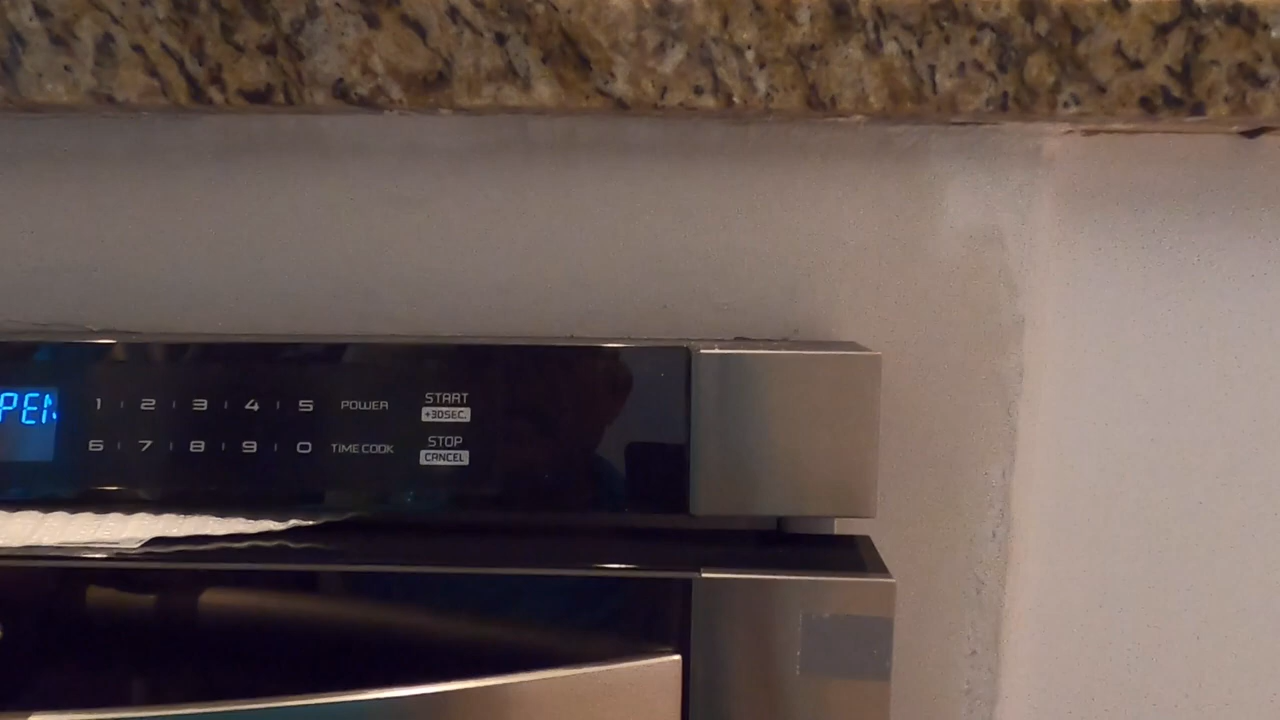 PEN
1 2 3 4 5 POWER START
+30SEC.
6 7 8 9 0 TIME COOK STOP
CANCEL